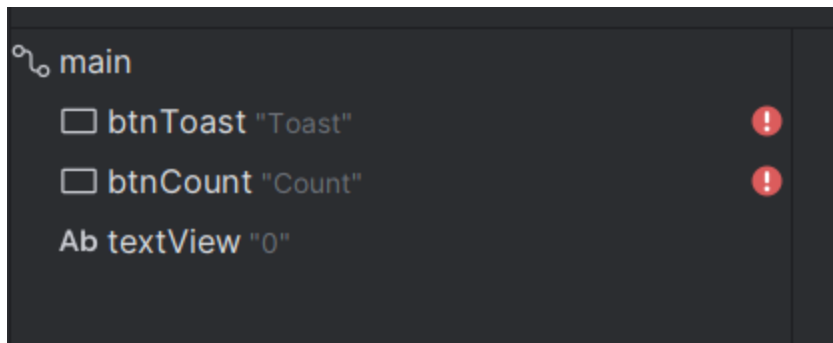 main
btnToast "Toast"
btnCount "Count"
Ab textView "0"